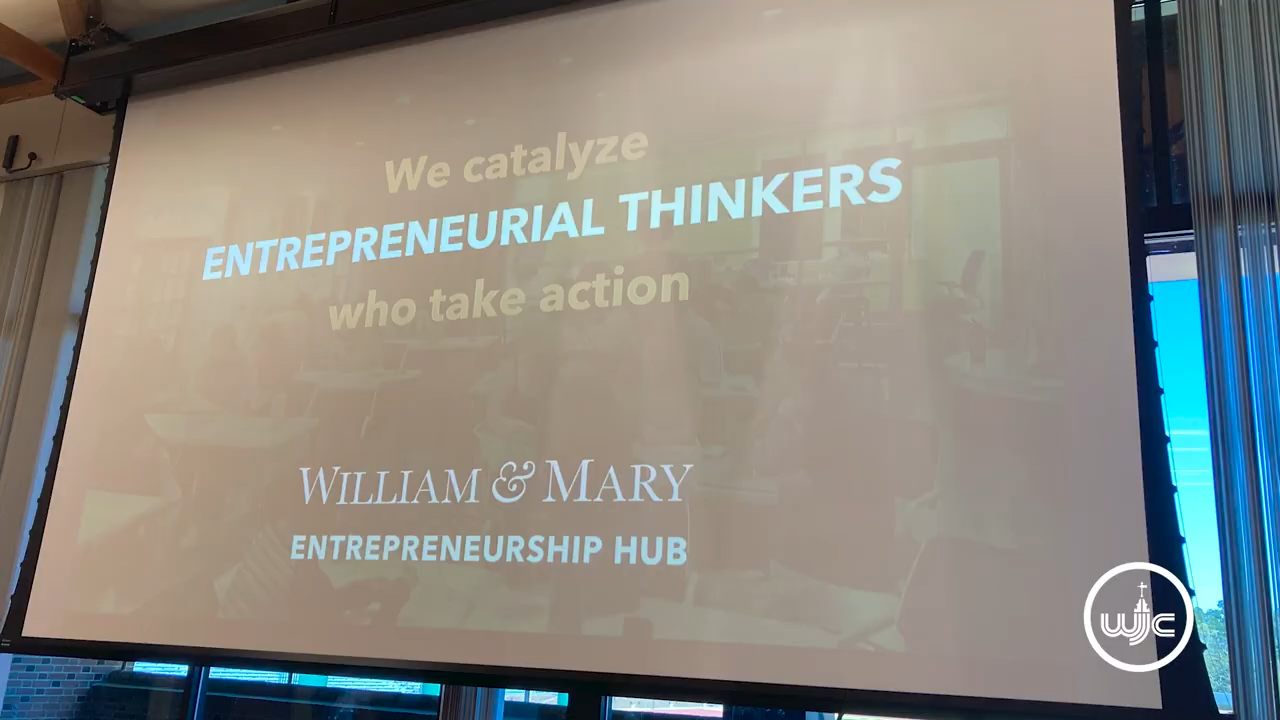 We catalyze
ENTREPRENEURIAL THINKERS
who take action
WILLIAM & MARY
ENTREPRENEURSHIP HUB
wjc